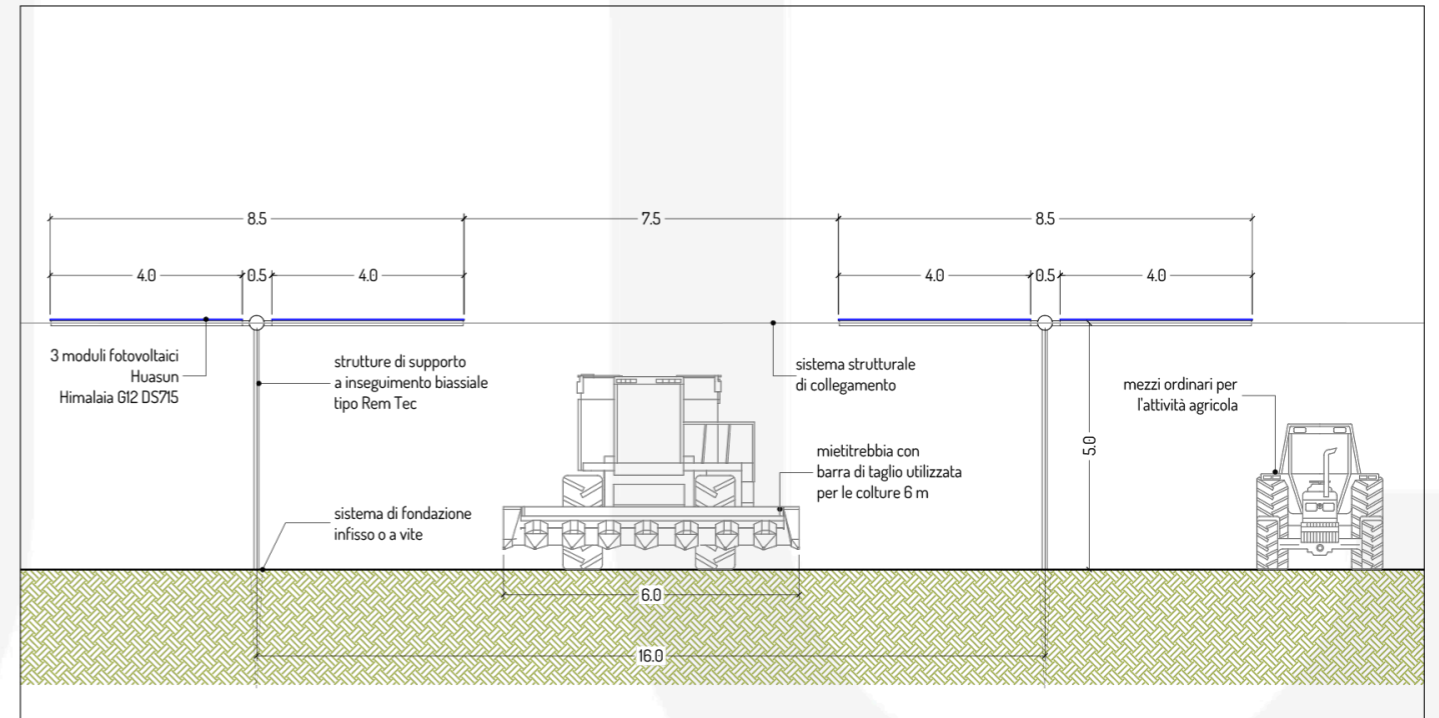 8.5
7.5
8.5
4.0
0.5
4.0
4.0
0.5
4.0
3 moduli fotovoltaici
Huasun
Himalaia G12 DS715
strutture di supporto
a inseguimento biassiale
tipo Rem Tec
sistema strutturale
di collegamento
mezzi ordinari per
l'attività agricola
5.0
mietitrebbia con
barra di taglio utilizzata
per le colture 6 m
sistema di fondazione
infisso o a vite
6.0
16.0